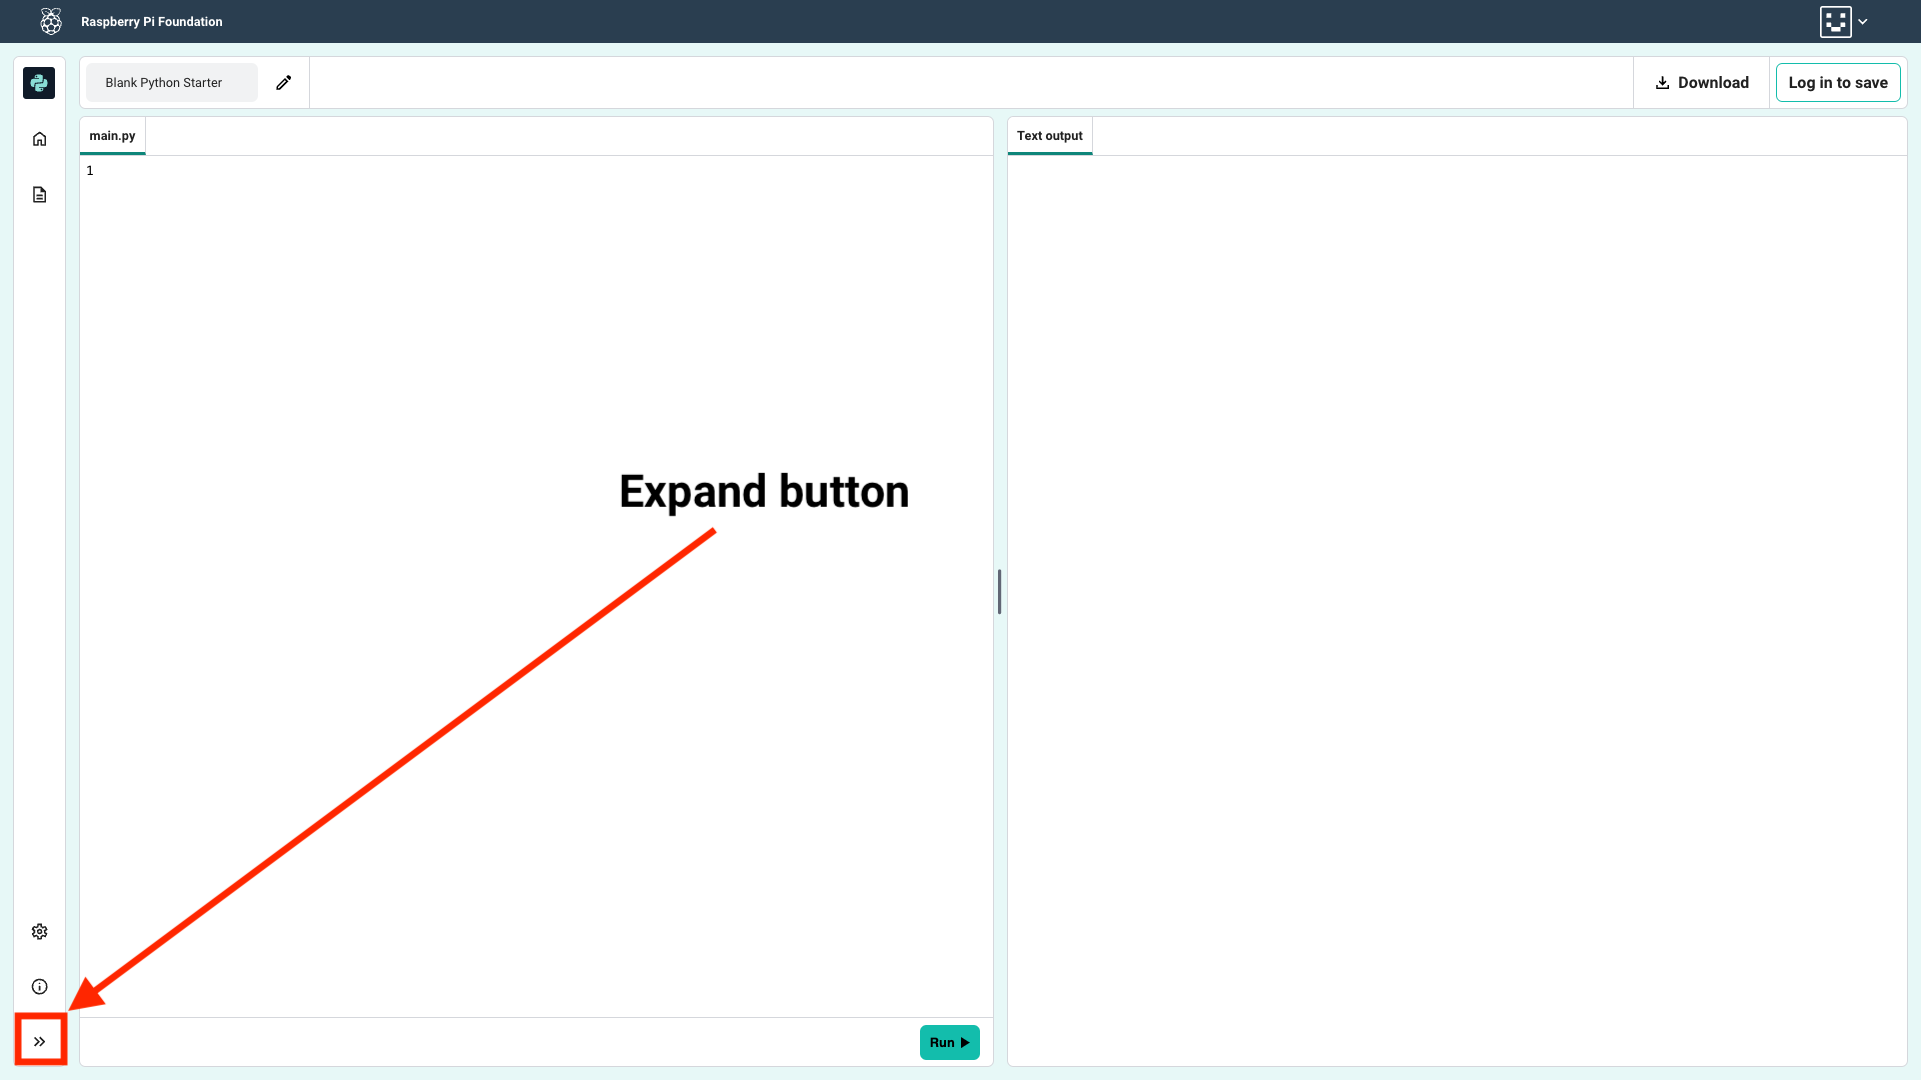 Raspberry Pi Foundation
Blank Python Starter
Download
Log in to save
main.py
Text output
1
Expand button
Run